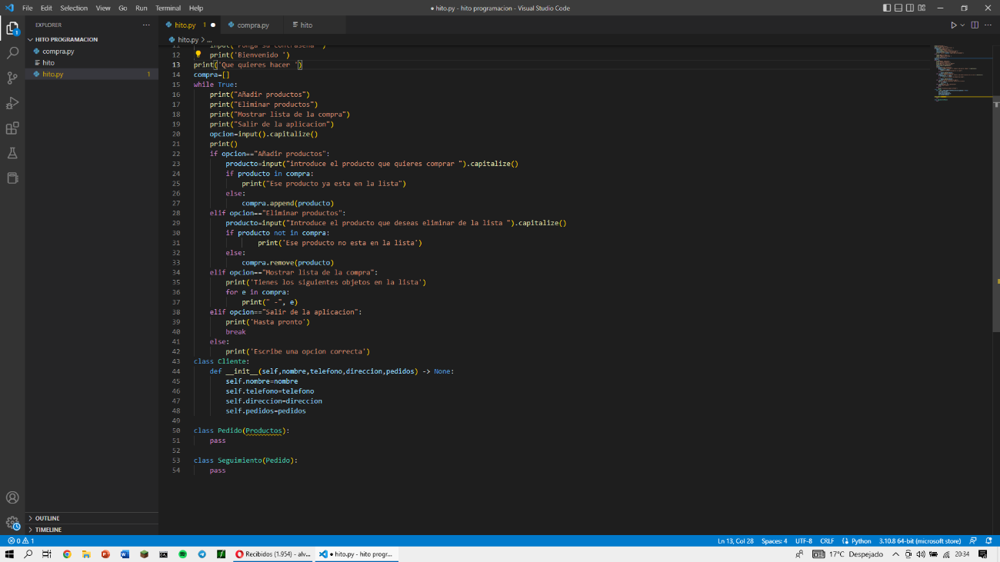 File Edit Selection View Go Run Terminal Help
● hito.py - hito programacion - Visual Studio Code
EXPLORER ...
HITO PROGRAMACION
compra.py
hito
hito.py 1
OUTLINE
TIMELINE
hito.py 1 ●
compra.py
hito
hito.py > ...
11 input('Ponga su contraseña ')
12 print('Bienvenido ')
13 print('Que quieres hacer ')
14 compra=[]
15 while True:
16 print("Añadir productos")
17 print("Eliminar productos")
18 print("Mostrar lista de la compra")
19 print("Salir de la aplicacion")
20 opcion=input().capitalize()
21 print()
22 if opcion=="Añadir productos":
23 producto=input("introduce el producto que quieres comprar ").capitalize()
24 if producto in compra:
25 print("Ese producto ya esta en la lista")
26 else:
27 compra.append(producto)
28 elif opcion=="Eliminar productos":
29 producto=input("Introduce el producto que deseas eliminar de la lista ").capitalize()
30 if producto not in compra:
31 print('Ese producto no esta en la lista')
32 else:
33 compra.remove(producto)
34 elif opcion=="Mostrar lista de la compra":
35 print('Tienes los siguientes objetos en la lista')
36 for e in compra:
37 print(" -", e)
38 elif opcion=="Salir de la aplicacion":
39 print('Hasta pronto')
40 break
41 else:
42 print('Escribe una opcion correcta')
43 class Cliente:
44 def __init__(self,nombre,telefono,direccion,pedidos) -> None:
45 self.nombre=nombre
46 self.telefono=telefono
47 self.direccion=direccion
48 self.pedidos=pedidos
49
50 class Pedido(Productos):
51 pass
52
53 class Seguimiento(Pedido):
54 pass
0 1
Ln 13, Col 28 Spaces: 4 UTF-8 CRLF Python 3.10.8 64-bit (microsoft store)
Recibidos (1.954) - alv...
● hito.py - hito progr...
17°C Despejado 20:34